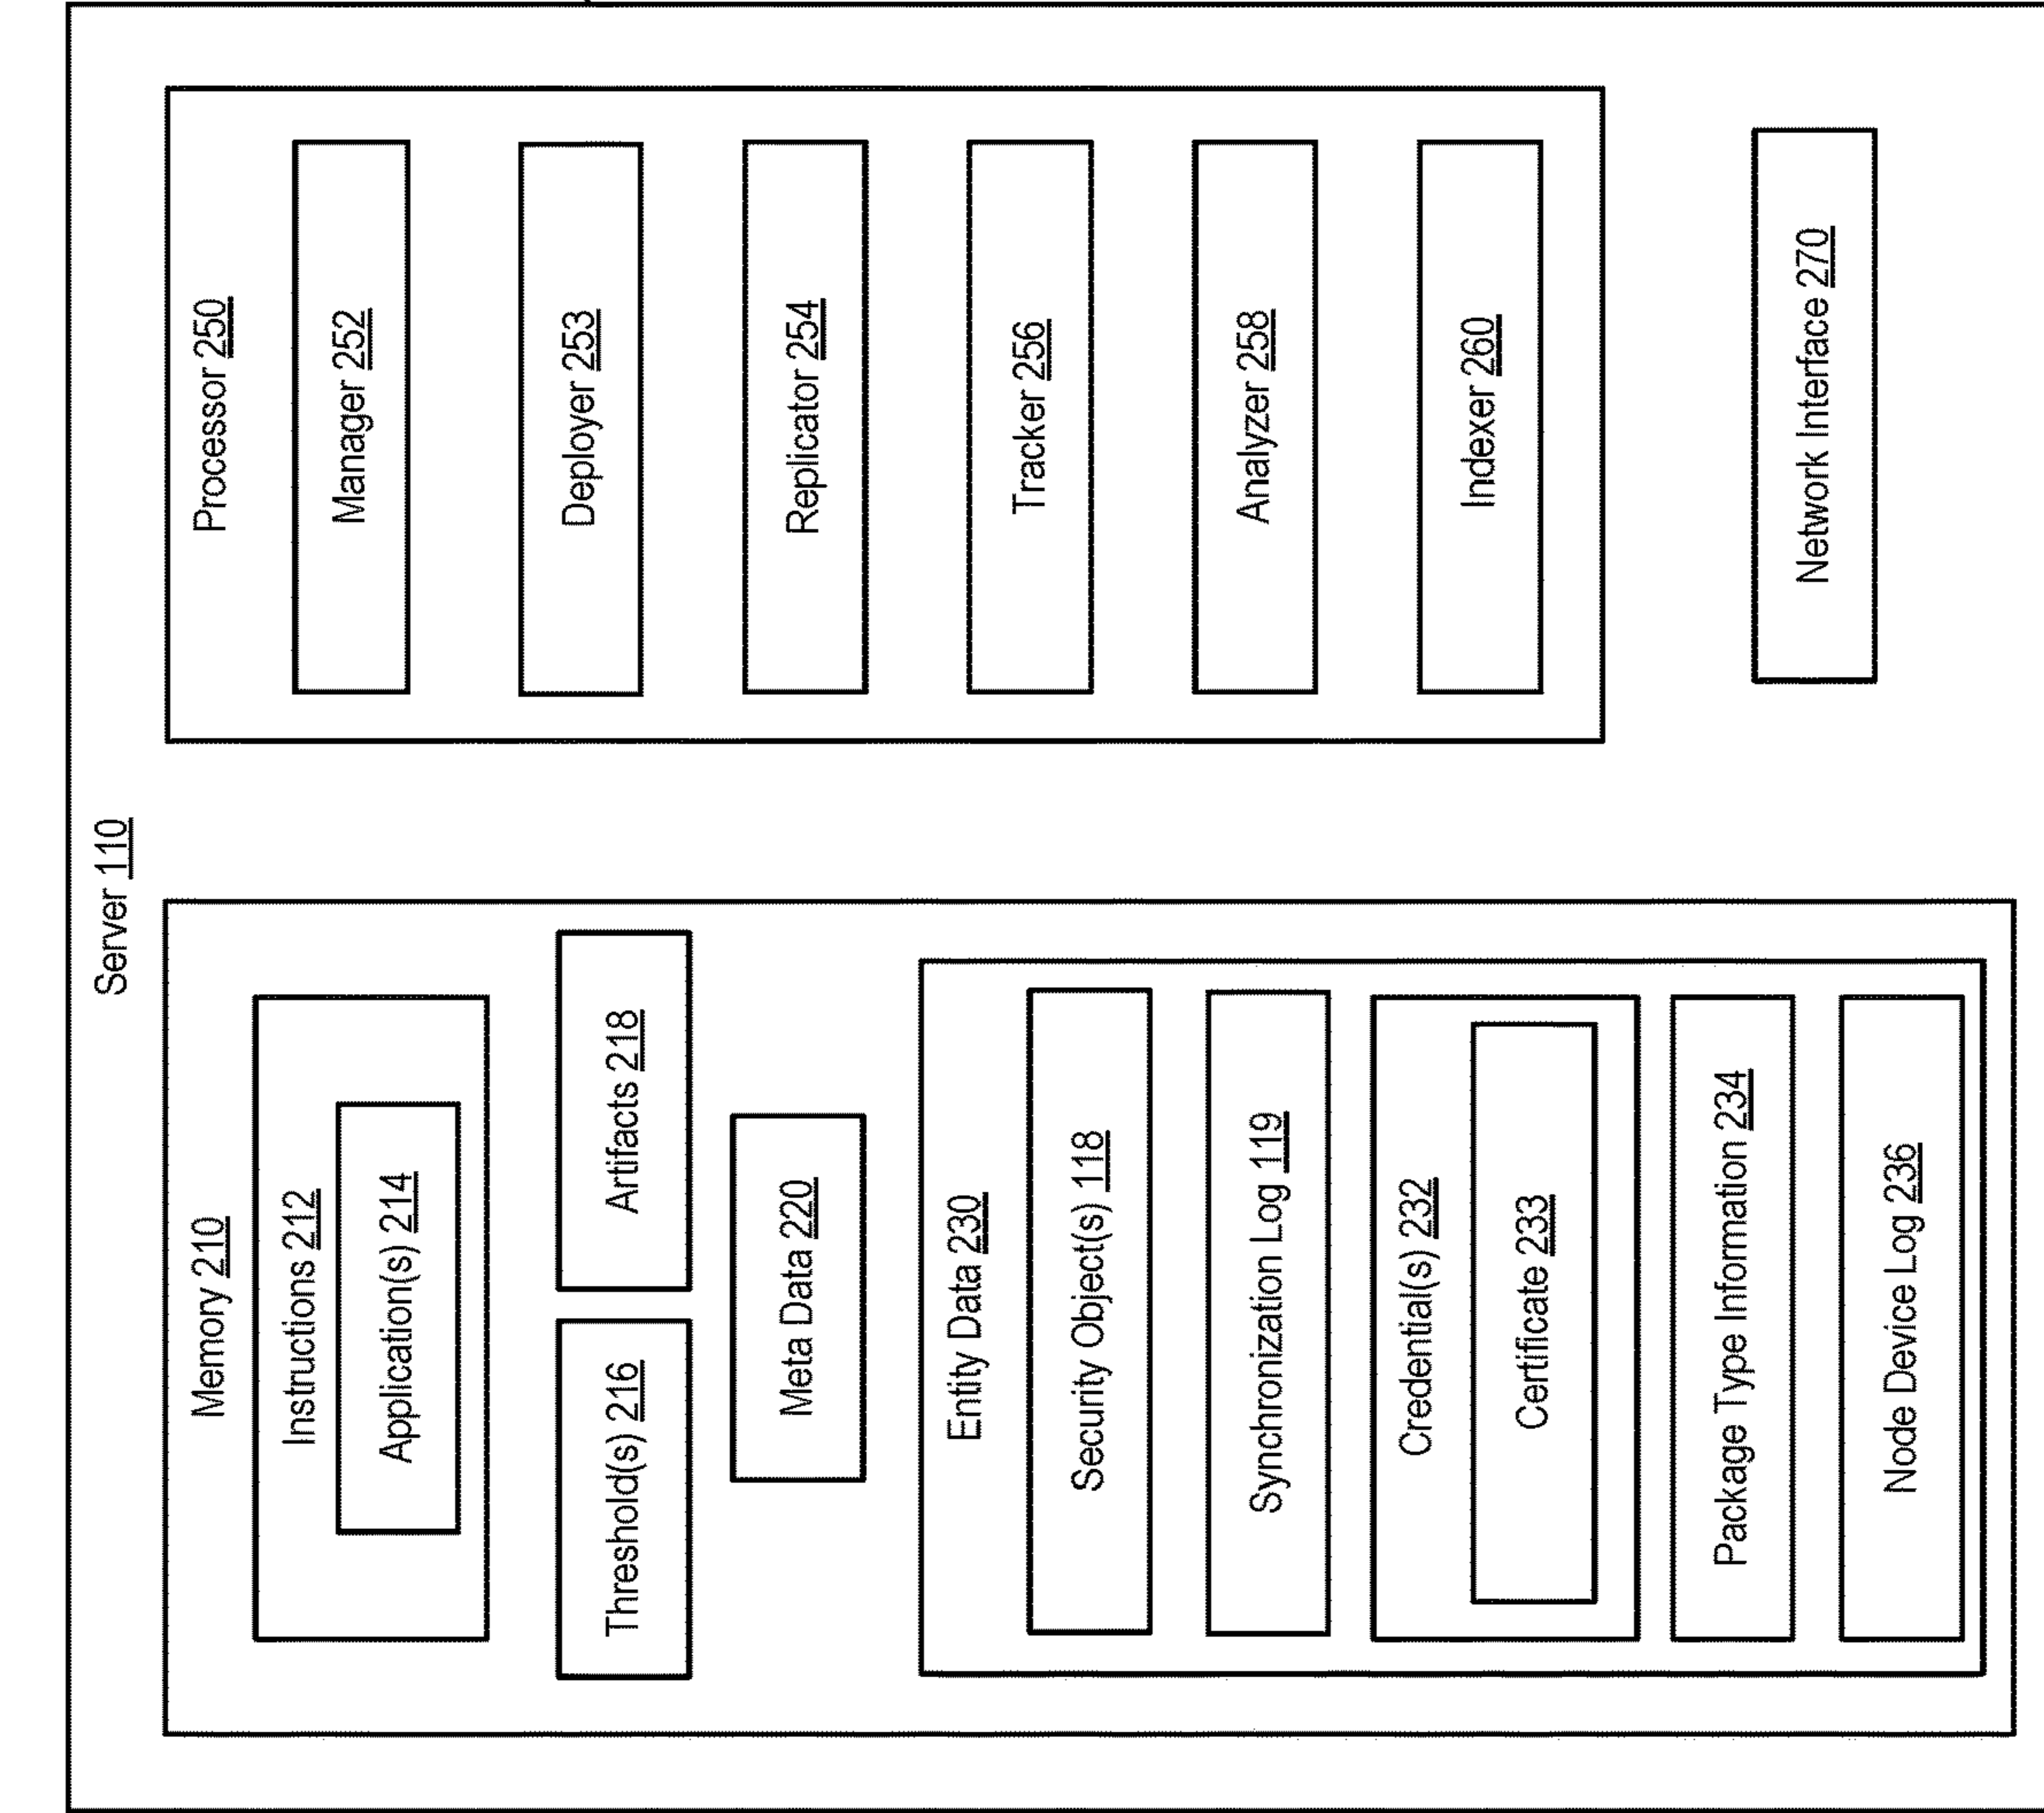 Server 110
Memory 210
Instructions 212
Application(s) 214
Threshold(s) 216
Artifacts 218
Meta Data 220
Entity Data 230
Security Object(s) 118
Synchronization Log 119
Credential(s) 232
Certificate 233
Package Type Information 234
Node Device Log 236
Processor 250
Manager 252
Deployer 253
Replicator 254
Tracker 256
Analyzer 258
Indexer 260
Network Interface 270